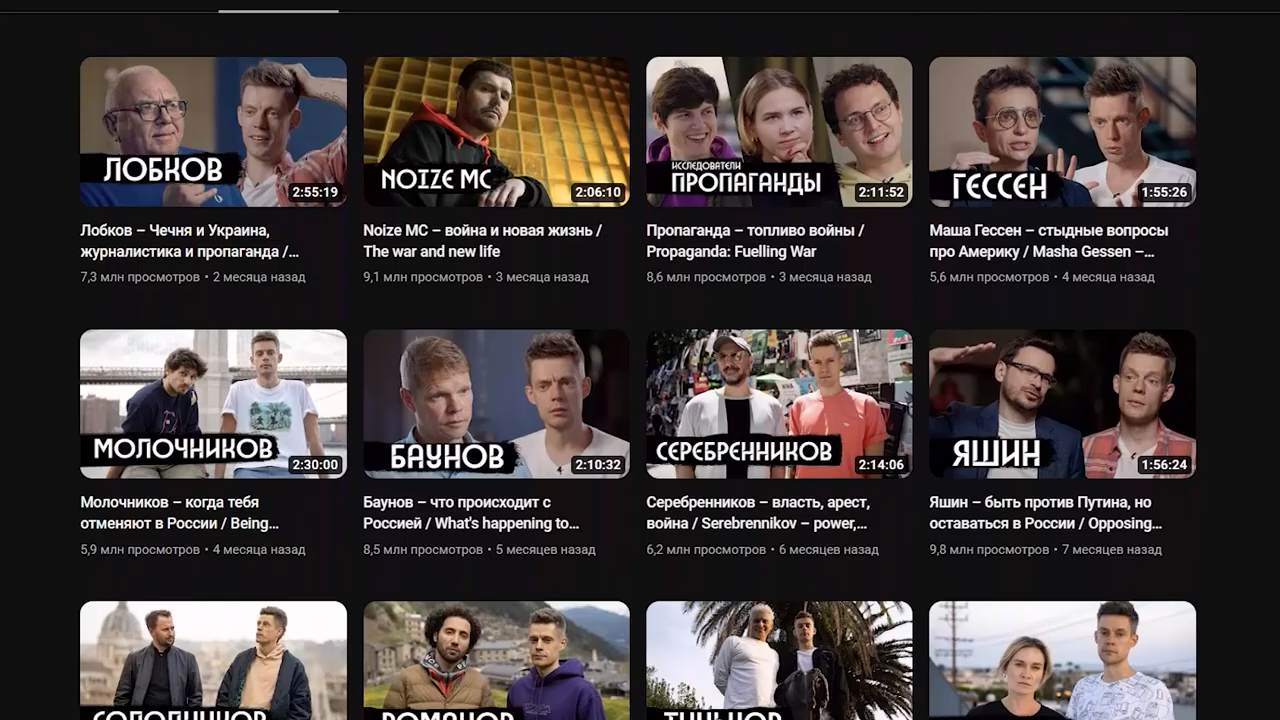 ЛОБКОВ
2:55:19
NOIZE MC
2:06:10
ИССЛЕДОВАТЕЛИ
ПРОПАГАНДЫ
2:11:52
ГЕССЕН
1:55:26
Лобков – Чечня и Украина,
журналистика и пропаганда /...
7,3 млн просмотров • 2 месяца назад
Noize MC – война и новая жизнь /
The war and new life
9,1 млн просмотров • 3 месяца назад
Пропаганда – топливо войны /
Propaganda: Fuelling War
8,6 млн просмотров • 3 месяца назад
Маша Гессен – стыдные вопросы
про Америку / Masha Gessen –...
5,6 млн просмотров • 4 месяца назад
МОЛОЧНИКОВ
2:30:00
БАУНОВ
2:10:32
СЕРЕБРЕННИКОВ
2:14:06
ЯШИН
1:56:24
Молочников – когда тебя
отменяют в России / Being...
5,9 млн просмотров • 4 месяца назад
Баунов – что происходит с
Россией / What's happening to...
8,5 млн просмотров • 5 месяцев назад
Серебренников – власть, арест,
война / Serebrennikov – power,...
6,2 млн просмотров • 6 месяцев назад
Яшин – быть против Путина, но
оставаться в России / Opposing...
9,8 млн просмотров • 7 месяцев назад